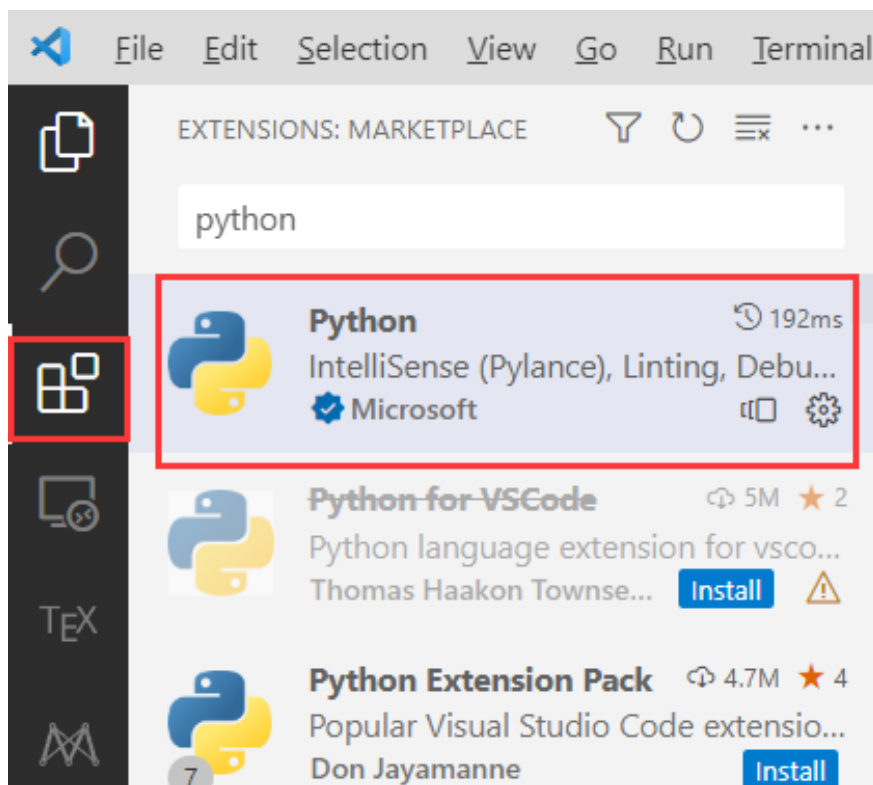 File Edit Selection View Go Run Terminal
EXTENSIONS: MARKETPLACE
python
Python 192ms
IntelliSense (Pylance), Linting, Debu...
Microsoft
Python for VSCode 5M ★ 2
Python language extension for vsco...
Thomas Haakon Townse... Install
TEX
Python Extension Pack 4.7M ★ 4
Popular Visual Studio Code extensio...
7 Don Jayamanne Install